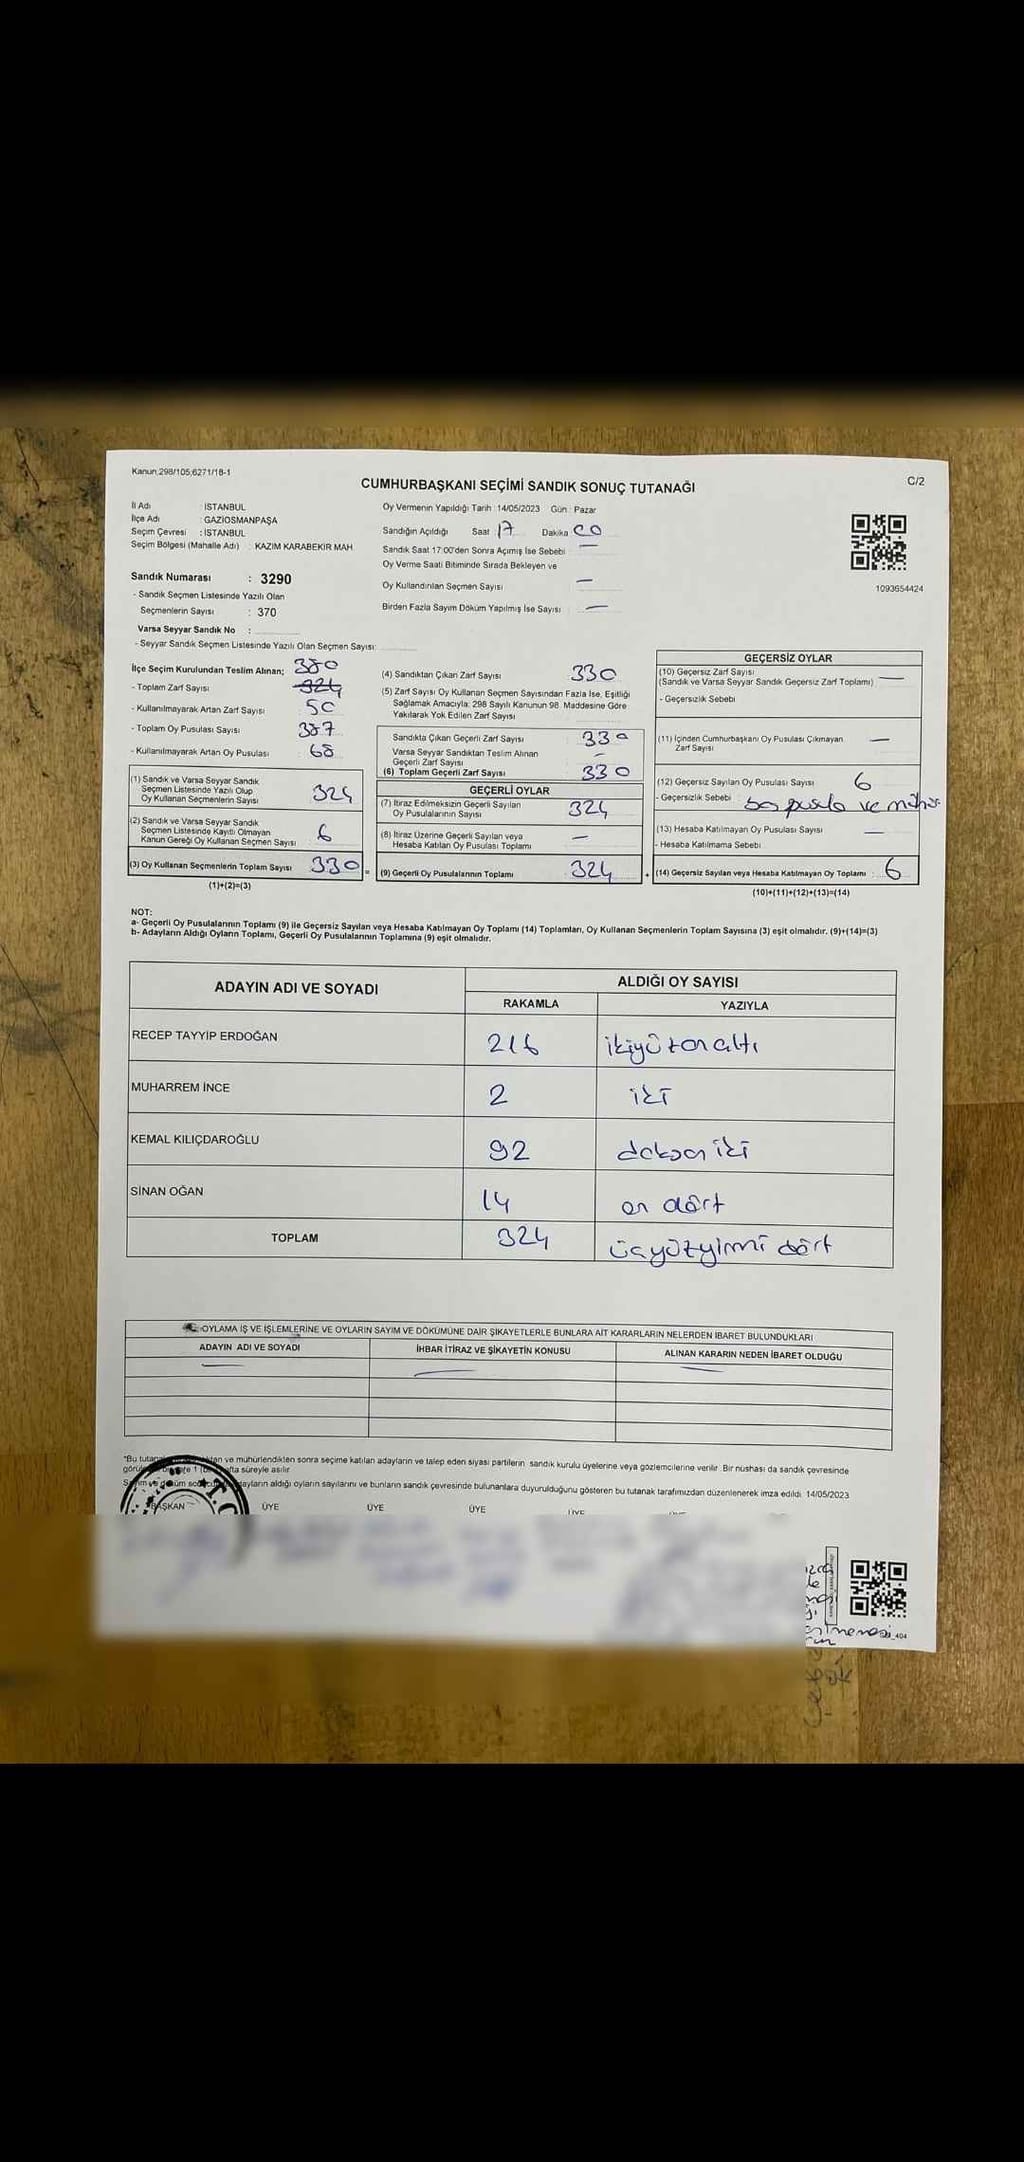 Kanun,298/105,6271/18-1
C/2
CUMHURBAŞKANI SEÇİMİ SANDIK SONUÇ TUTANAĞI
İl Adı : İSTANBUL
İlçe Adı : GAZİOSMANPAŞA
Seçim Çevresi : İSTANBUL
Seçim Bölgesi (Mahalle Adı) : KAZIM KARABEKİR MAH
Sandık Numarası : 3290
- Sandık Seçmen Listesinde Yazılı Olan
Seçmenlerin Sayısı : 370
Varsa Seyyar Sandık No :
- Seyyar Sandık Seçmen Listesinde Yazılı Olan Seçmen Sayısı:
Oy Vermenin Yapıldığı Tarih : 14/05/2023 Gün : Pazar
Sandığın Açıldığı Saat 17 Dakika 00
Sandık Saat 17:00'den Sonra Açılmış İse Sebebi —
Oy Verme Saati Bitiminde Sırada Bekleyen ve
Oy Kullandırılan Seçmen Sayısı —
Birden Fazla Sayım Döküm Yapılmış İse Sayısı —
1093654424
İlçe Seçim Kurulundan Teslim Alınan; 380
- Toplam Zarf Sayısı 324
- Kullanılmayarak Artan Zarf Sayısı 50
- Toplam Oy Pusulası Sayısı 387
- Kullanılmayarak Artan Oy Pusulası 68
(1) Sandık ve Varsa Seyyar Sandık
Seçmen Listesinde Yazılı Olup
Oy Kullanan Seçmenlerin Sayısı 324
(2) Sandık ve Varsa Seyyar Sandık
Seçmen Listesinde Kayıtlı Olmayan
Kanun Gereği Oy Kullanan Seçmen Sayısı 6
(3) Oy Kullanan Seçmenlerin Toplam Sayısı 330 =
(1)+(2)=(3)
(4) Sandıktan Çıkan Zarf Sayısı 330
(5) Zarf Sayısı Oy Kullanan Seçmen Sayısından Fazla İse, Eşitliği
Sağlamak Amacıyla; 298 Sayılı Kanunun 98. Maddesine Göre
Yakılarak Yok Edilen Zarf Sayısı
Sandıkta Çıkan Geçerli Zarf Sayısı 330
Varsa Seyyar Sandıktan Teslim Alınan
Geçerli Zarf Sayısı
(6) Toplam Geçerli Zarf Sayısı 330
GEÇERLİ OYLAR
(7) İtiraz Edilmeksizin Geçerli Sayılan
Oy Pusulalarının Sayısı 324
(8) İtiraz Üzerine Geçerli Sayılan veya
Hesaba Katılan Oy Pusulası Toplamı —
(9) Geçerli Oy Pusulalarının Toplamı 324 +
GEÇERSİZ OYLAR
(10) Geçersiz Zarf Sayısı
(Sandık ve Varsa Seyyar Sandık Geçersiz Zarf Toplamı) —
- Geçersizlik Sebebi
(11) İçinden Cumhurbaşkanı Oy Pusulası Çıkmayan
Zarf Sayısı —
(12) Geçersiz Sayılan Oy Pusulası Sayısı 6
- Geçersizlik Sebebi : boş pusula ve mühür
(13) Hesaba Katılmayan Oy Pusulası Sayısı —
- Hesaba Katılmama Sebebi
(14) Geçersiz Sayılan veya Hesaba Katılmayan Oy Toplamı : 6
(10)+(11)+(12)+(13)=(14)
NOT:
a- Geçerli Oy Pusulalarının Toplamı (9) ile Geçersiz Sayılan veya Hesaba Katılmayan Oy Toplamı (14) Toplamları, Oy Kullanan Seçmenlerin Toplam Sayısına (3) eşit olmalıdır. (9)+(14)=(3)
b- Adayların Aldığı Oyların Toplamı, Geçerli Oy Pusulalarının Toplamına (9) eşit olmalıdır.
ADAYIN ADI VE SOYADI
ALDIĞI OY SAYISI
RAKAMLA YAZIYLA
RECEP TAYYİP ERDOĞAN 216 ikiyüzonaltı
MUHARREM İNCE 2 iki
KEMAL KILIÇDAROĞLU 92 doksan iki
SİNAN OĞAN 14 on dört
TOPLAM 324 üçyüzyirmi dört
OYLAMA İŞ VE İŞLEMLERİNE VE OYLARIN SAYIM VE DÖKÜMÜNE DAİR ŞİKAYETLERLE BUNLARA AİT KARARLARIN NELERDEN İBARET BULUNDUKLARI
ADAYIN ADI VE SOYADI İHBAR İTİRAZ VE ŞİKAYETİN KONUSU ALINAN KARARIN NEDEN İBARET OLDUĞU
*Bu ve mühürlendikten sonra seçime katılan adayların ve talep eden siyasi partilerin sandık kurulu üyelerine veya gözlemcilerine verilir. Bir nüshası da sandık çevresinde
süreyle asılır
adayların aldığı oyların sayılarını ve bunların sandık çevresinde bulunanlara duyurulduğunu gösteren bu tutanak tarafımızdan düzenlenerek imza edildi. 14/05/2023
BAŞKAN ÜYE ÜYE ÜYE
T.C.